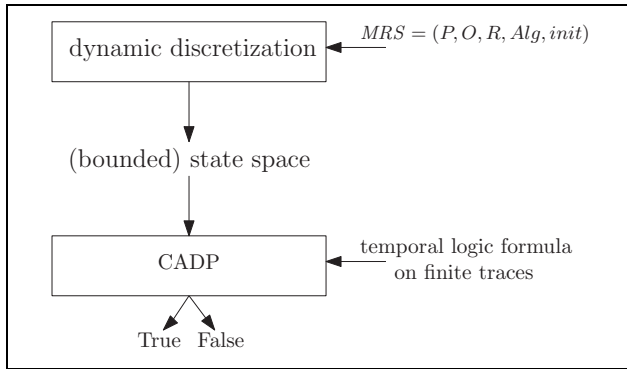 dynamic discretization
MRS = (P, O, R, Alg, init)
(bounded) state space
CADP
temporal logic formula
on finite traces
True False